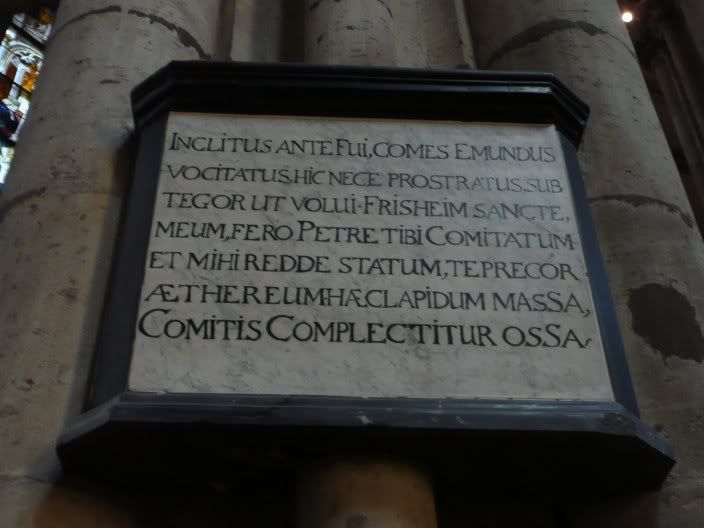 INCLITUS ANTE FUI, COMES EMUNDUS
VOCITATUS. HIC NECE PROSTRATUS. SUB
TEGOR UT VOLUI. FRISHEIM SANCTE,
MEUM, FERO PETRE TIBI COMITATUM
ET MIHI REDDE STATUM, TE PRECOR
ÆTHEREUM HÆC LAPIDUM MASSA,
COMITIS COMPLECTITUR OSSA.